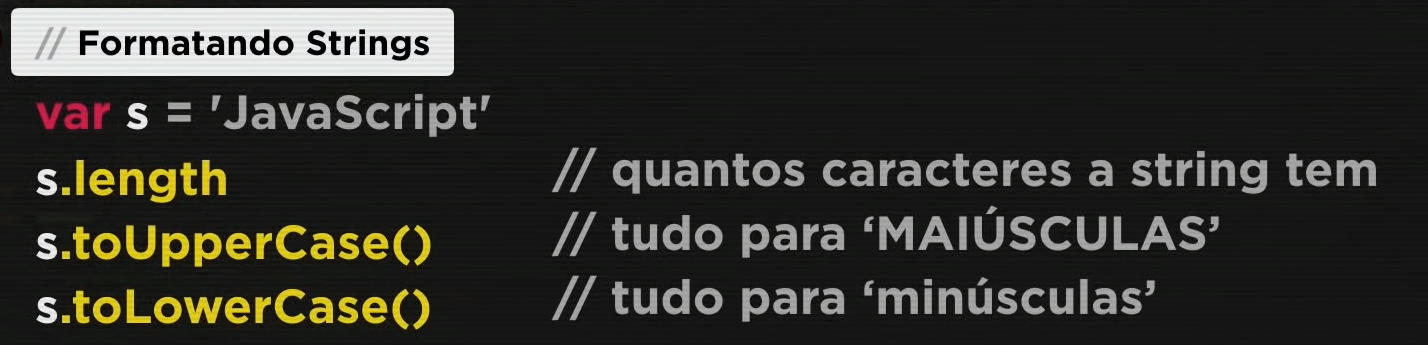 // Formatando Strings
var s = 'JavaScript'
s.length // quantos caracteres a string tem
s.toUpperCase() // tudo para ‘MAIÚSCULAS’
s.toLowerCase() // tudo para ‘minúsculas’